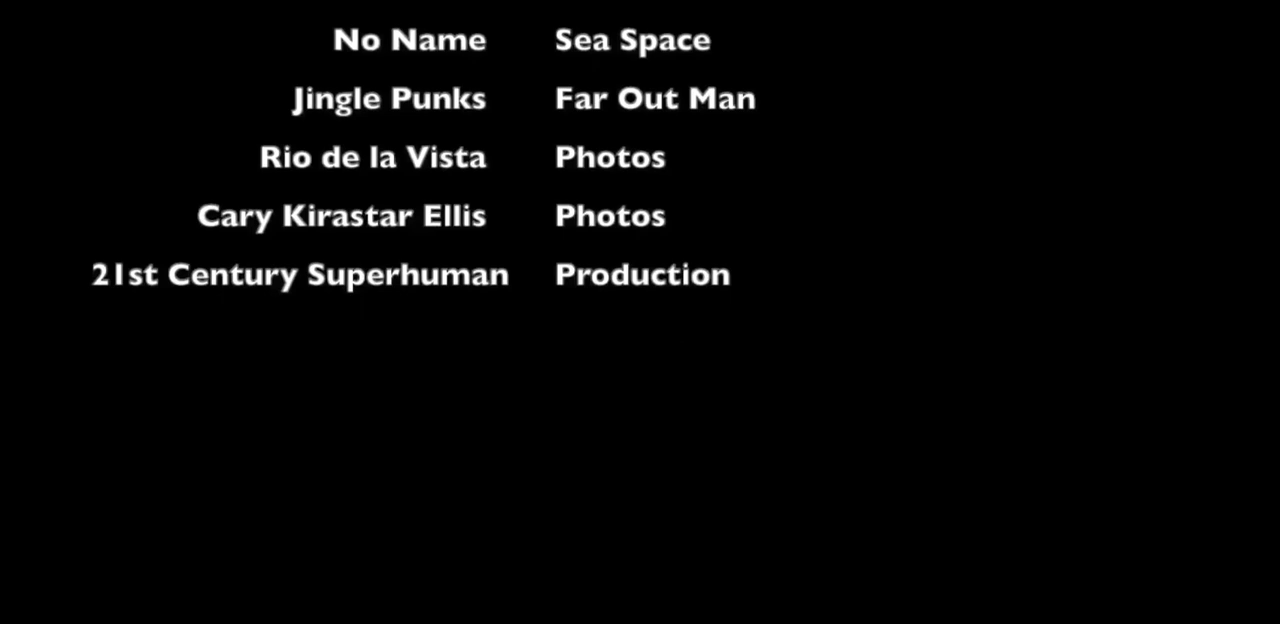 No Name Sea Space
Jingle Punks Far Out Man
Rio de la Vista Photos
Cary Kirastar Ellis Photos
21st Century Superhuman Production